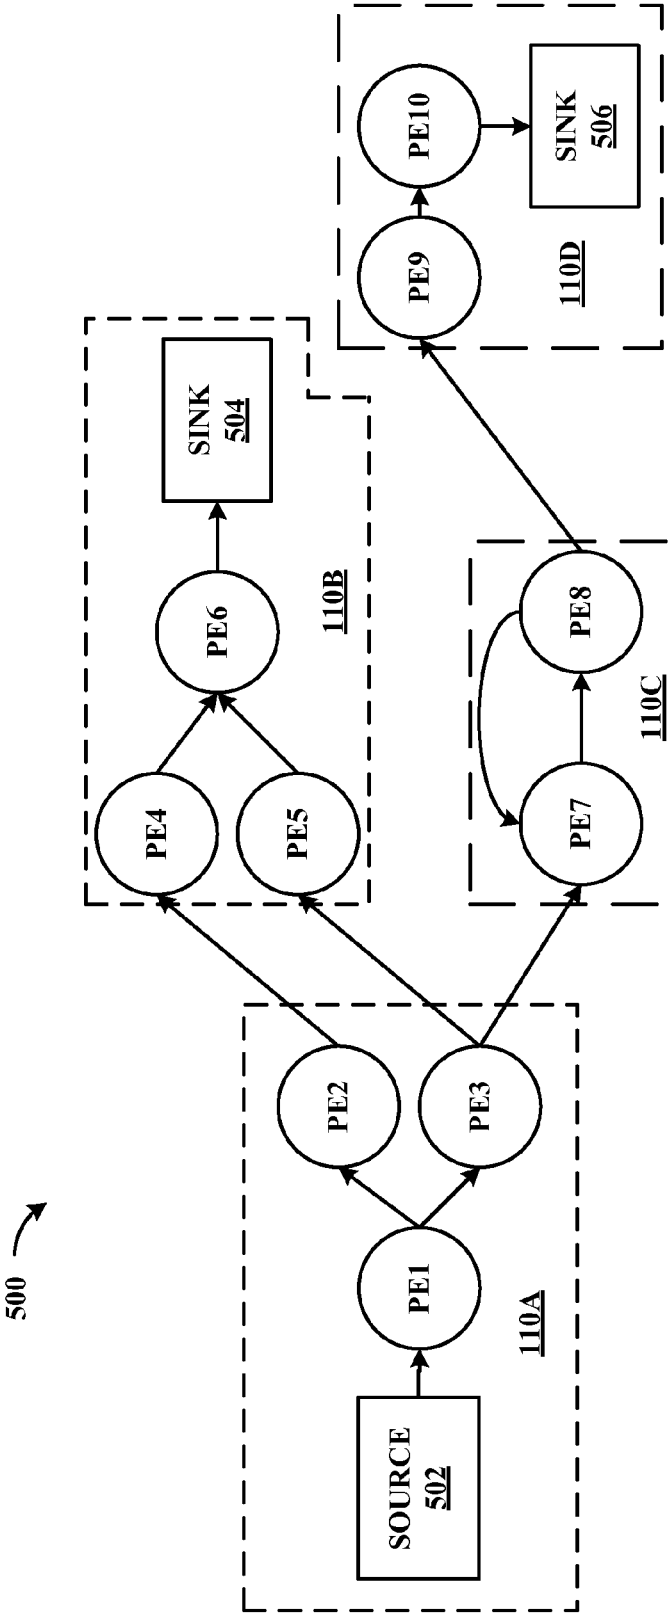 500
SOURCE
502
PE1
110A
PE2
PE3
PE4
PE5
PE6
SINK
504
110B
PE7
PE8
110C
PE9
PE10
SINK
506
110D